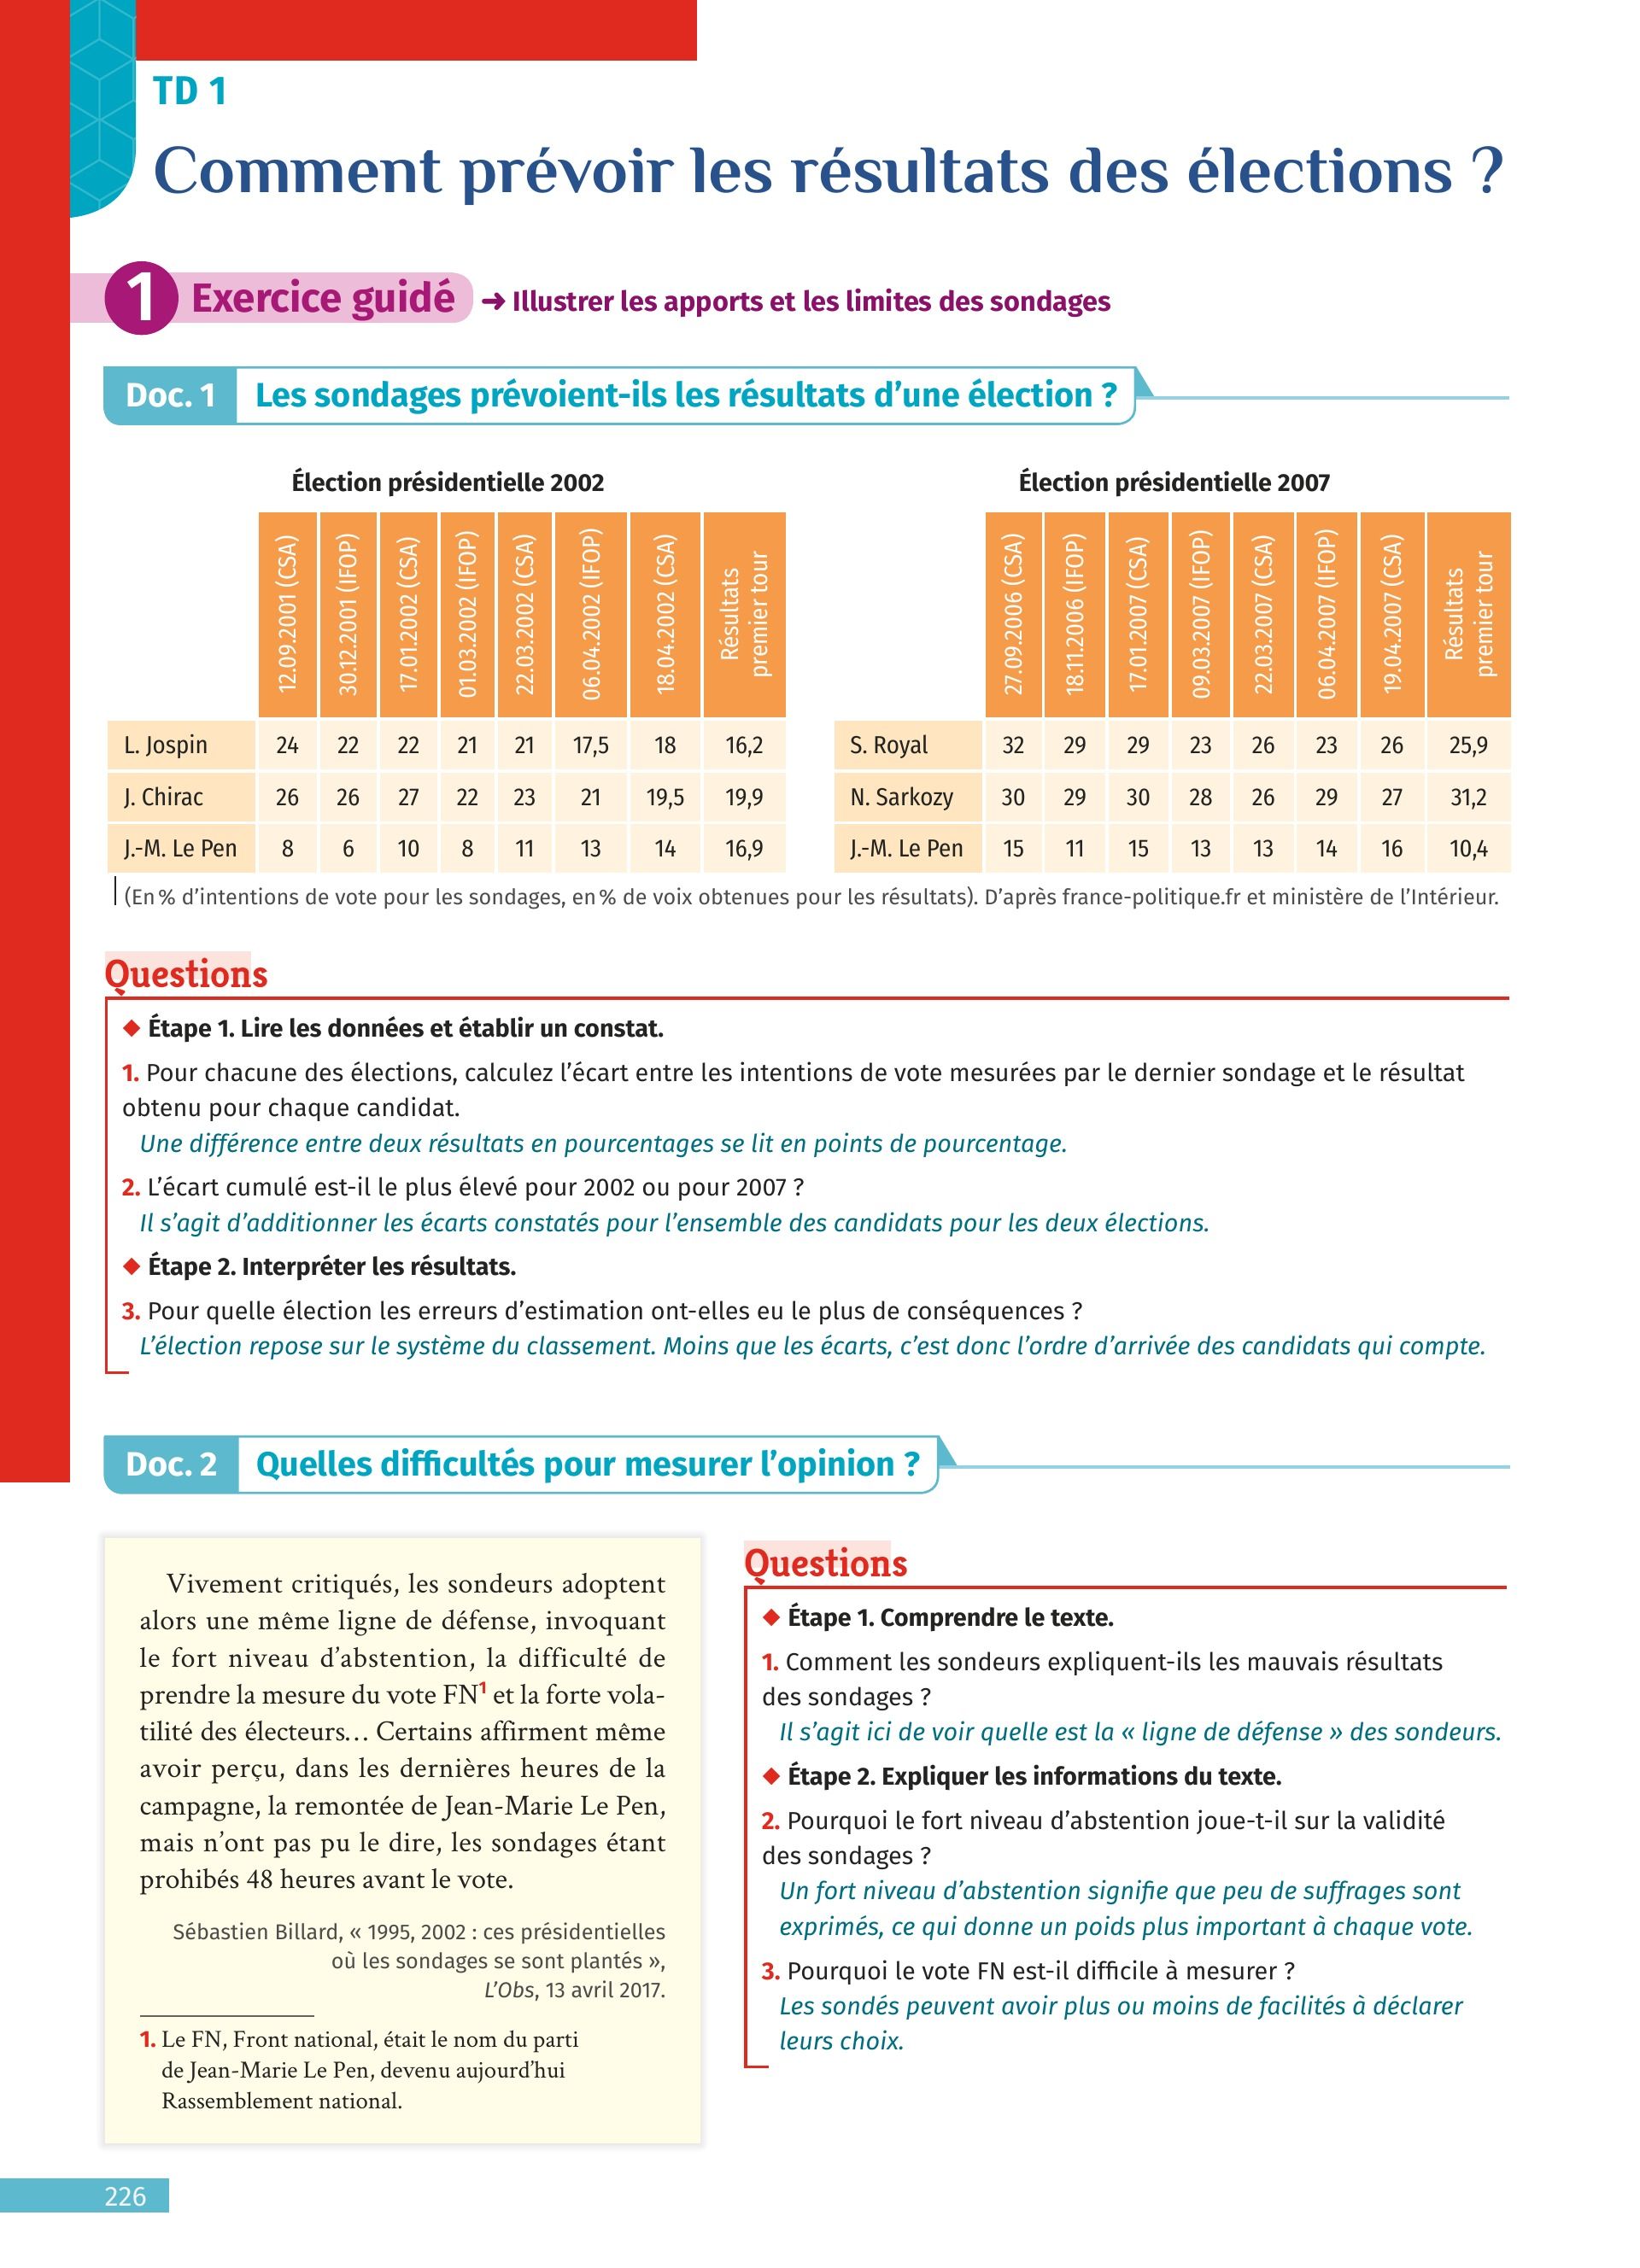 TD 1
Comment prévoir les résultats des élections ?
1 Exercice guidé ➜ Illustrer les apports et les limites des sondages
Doc. 1 Les sondages prévoient-ils les résultats d’une élection ?
Élection présidentielle 2002
12.09.2001 (CSA) 30.12.2001 (IFOP) 17.01.2002 (CSA) 01.03.2002 (IFOP) 22.03.2002 (CSA) 06.04.2002 (IFOP) 18.04.2002 (CSA) Résultats premier tour
L. Jospin 24 22 22 21 21 17,5 18 16,2
J. Chirac 26 26 27 22 23 21 19,5 19,9
J.-M. Le Pen 8 6 10 8 11 13 14 16,9
Élection présidentielle 2007
27.09.2006 (CSA) 18.11.2006 (IFOP) 17.01.2007 (CSA) 09.03.2007 (IFOP) 22.03.2007 (CSA) 06.04.2007 (IFOP) 19.04.2007 (CSA) Résultats premier tour
S. Royal 32 29 29 23 26 23 26 25,9
N. Sarkozy 30 29 30 28 26 29 27 31,2
J.-M. Le Pen 15 11 15 13 13 14 16 10,4
(En % d’intentions de vote pour les sondages, en % de voix obtenues pour les résultats). D’après france-politique.fr et ministère de l’Intérieur.
Questions
◆ Étape 1. Lire les données et établir un constat.
1. Pour chacune des élections, calculez l’écart entre les intentions de vote mesurées par le dernier sondage et le résultat
obtenu pour chaque candidat.
Une différence entre deux résultats en pourcentages se lit en points de pourcentage.
2. L’écart cumulé est-il le plus élevé pour 2002 ou pour 2007 ?
Il s’agit d’additionner les écarts constatés pour l’ensemble des candidats pour les deux élections.
◆ Étape 2. Interpréter les résultats.
3. Pour quelle élection les erreurs d’estimation ont-elles eu le plus de conséquences ?
L’élection repose sur le système du classement. Moins que les écarts, c’est donc l’ordre d’arrivée des candidats qui compte.
Doc. 2 Quelles difficultés pour mesurer l’opinion ?
Vivement critiqués, les sondeurs adoptent
alors une même ligne de défense, invoquant
le fort niveau d’abstention, la difficulté de
prendre la mesure du vote FN1 et la forte vola-
tilité des électeurs… Certains affirment même
avoir perçu, dans les dernières heures de la
campagne, la remontée de Jean-Marie Le Pen,
mais n’ont pas pu le dire, les sondages étant
prohibés 48 heures avant le vote.
Sébastien Billard, « 1995, 2002 : ces présidentielles
où les sondages se sont plantés »,
L’Obs, 13 avril 2017.
1. Le FN, Front national, était le nom du parti
de Jean-Marie Le Pen, devenu aujourd’hui
Rassemblement national.
Questions
◆ Étape 1. Comprendre le texte.
1. Comment les sondeurs expliquent-ils les mauvais résultats
des sondages ?
Il s’agit ici de voir quelle est la « ligne de défense » des sondeurs.
◆ Étape 2. Expliquer les informations du texte.
2. Pourquoi le fort niveau d’abstention joue-t-il sur la validité
des sondages ?
Un fort niveau d’abstention signifie que peu de suffrages sont
exprimés, ce qui donne un poids plus important à chaque vote.
3. Pourquoi le vote FN est-il difficile à mesurer ?
Les sondés peuvent avoir plus ou moins de facilités à déclarer
leurs choix.
226